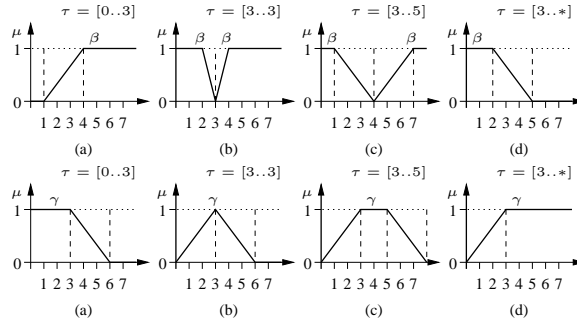 τ = [0..3] τ = [3..3] τ = [3..5] τ = [3..*]
μ β β β β β β
1 1 1 1
0 0 0 0
1 2 3 4 5 6 7 1 2 3 4 5 6 7 1 2 3 4 5 6 7 1 2 3 4 5 6 7
(a) (b) (c) (d)
τ = [0..3] τ = [3..3] τ = [3..5] τ = [3..*]
μ γ μ γ μ γ μ γ
1 1 1 1
0 0 0 0
1 2 3 4 5 6 7 1 2 3 4 5 6 7 1 2 3 4 5 6 7 1 2 3 4 5 6 7
(a) (b) (c) (d)